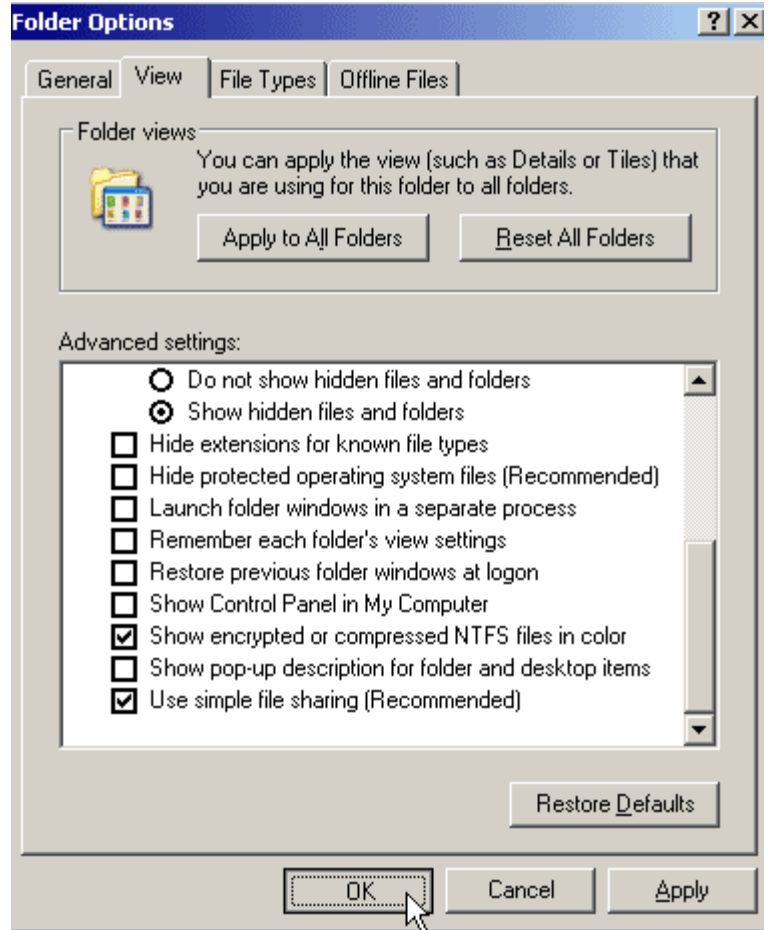 Folder Options
General View File Types Offline Files
Folder views
You can apply the view (such as Details or Tiles) that
you are using for this folder to all folders.
Apply to All Folders Reset All Folders
Advanced settings:
Do not show hidden files and folders
Show hidden files and folders
Hide extensions for known file types
Hide protected operating system files (Recommended)
Launch folder windows in a separate process
Remember each folder's view settings
Restore previous folder windows at logon
Show Control Panel in My Computer
Show encrypted or compressed NTFS files in color
Show pop-up description for folder and desktop items
Use simple file sharing (Recommended)
Restore Defaults
OK Cancel Apply